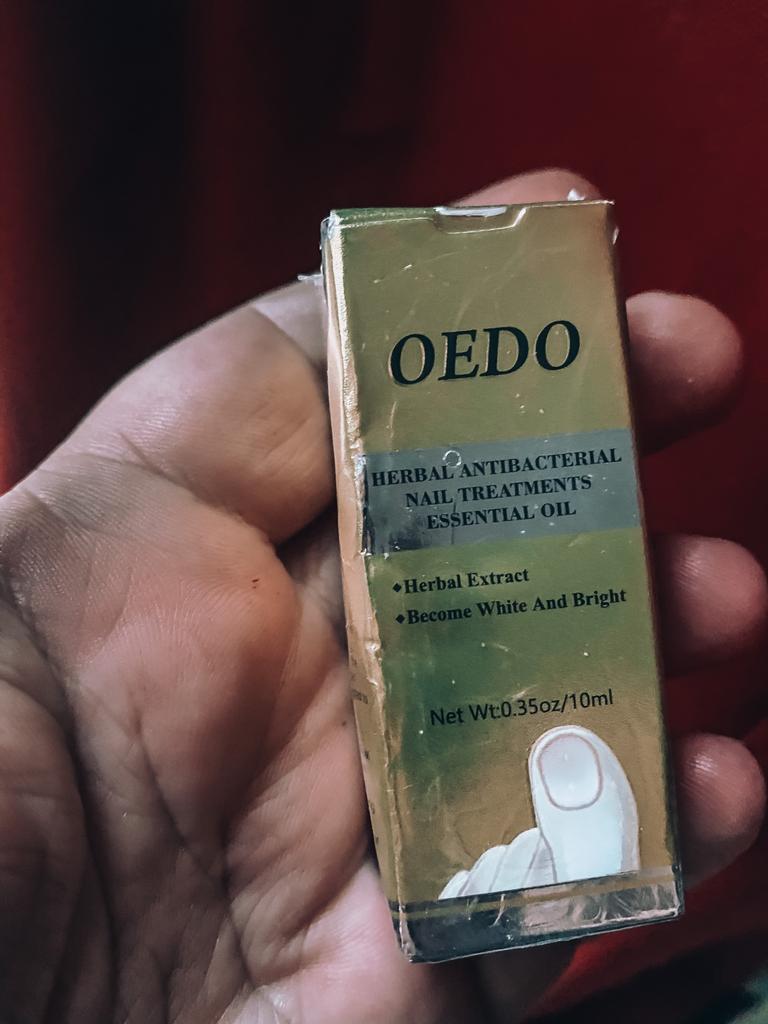 OEDO
HERBAL ANTIBACTERIAL
NAIL TREATMENTS
ESSENTIAL OIL
◆Herbal Extract
◆Become White And Bright
Net Wt:0.35oz/10ml